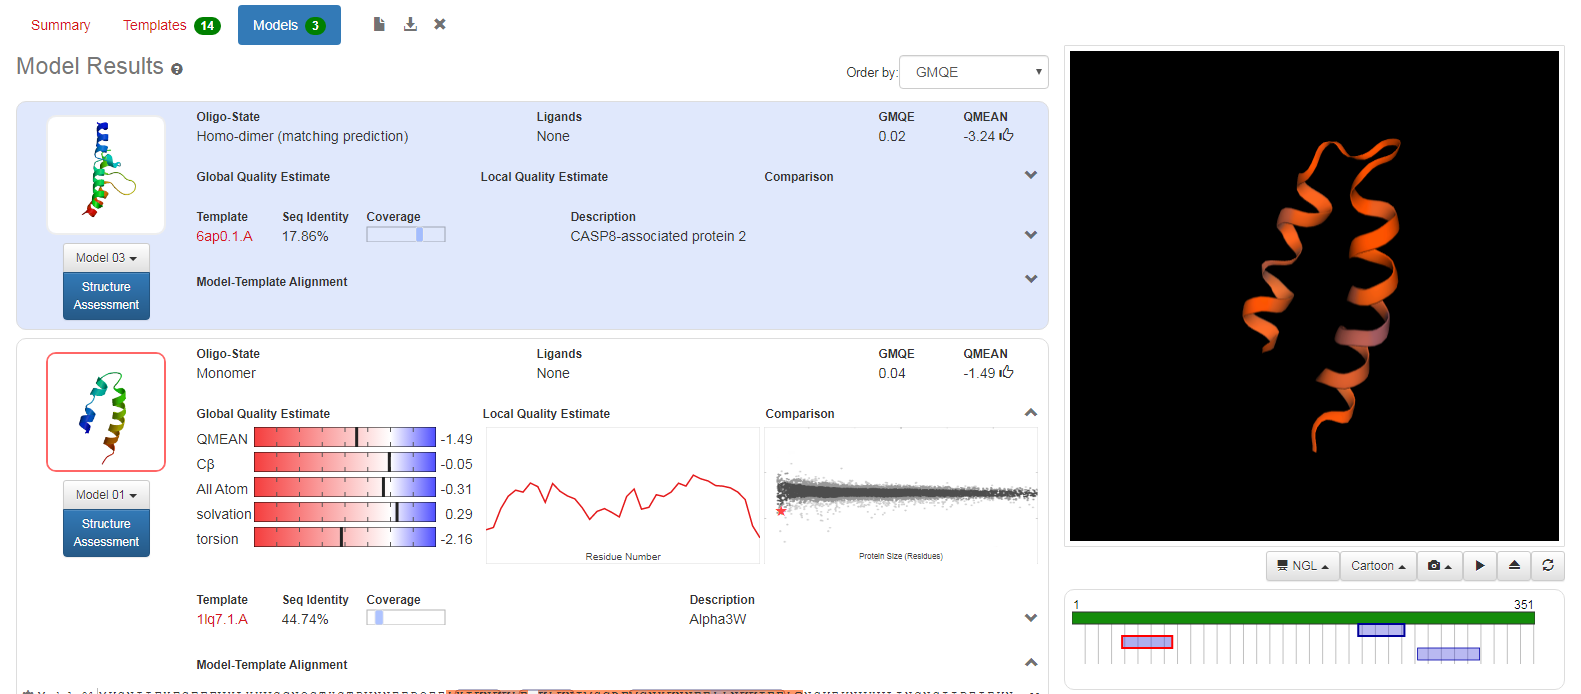 Summary Templates 14 Models 3
Model Results
Order by: GMQE
Oligo-State Ligands GMQE QMEAN
Homo-dimer (matching prediction) None 0.02 -3.24
Global Quality Estimate Local Quality Estimate Comparison
Template Seq Identity Coverage Description
6ap0.1.A 17.86% CASP8-associated protein 2
Model 03
Structure Assessment
Model-Template Alignment
Oligo-State Ligands GMQE QMEAN
Monomer None 0.04 -1.49
Global Quality Estimate Local Quality Estimate Comparison
QMEAN -1.49
Cβ -0.05
All Atom -0.31
solvation 0.29
torsion -2.16
Residue Number
Protein Size (Residues)
Model 01
Structure Assessment
Template Seq Identity Coverage Description
1lq7.1.A 44.74% Alpha3W
Model-Template Alignment
NGL Cartoon
1 351